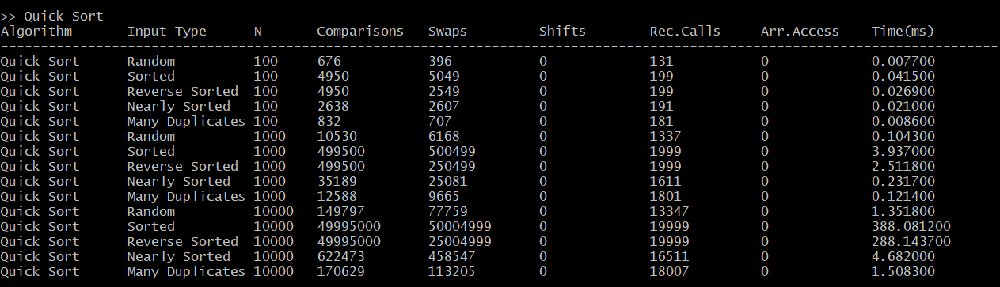 >> Quick Sort
Algorithm Input Type N Comparisons Swaps Shifts Rec.Calls Arr.Access Time(ms)
Quick Sort Random 100 676 396 0 131 0 0.007700
Quick Sort Sorted 100 4950 5049 0 199 0 0.041500
Quick Sort Reverse Sorted 100 4950 2549 0 199 0 0.026900
Quick Sort Nearly Sorted 100 2638 2607 0 191 0 0.021000
Quick Sort Many Duplicates 100 832 707 0 181 0 0.008600
Quick Sort Random 1000 10530 6168 0 1337 0 0.104300
Quick Sort Sorted 1000 499500 500499 0 1999 0 3.937000
Quick Sort Reverse Sorted 1000 499500 250499 0 1999 0 2.511800
Quick Sort Nearly Sorted 1000 35189 25081 0 1611 0 0.231700
Quick Sort Many Duplicates 1000 12588 9665 0 1801 0 0.121400
Quick Sort Random 10000 149797 77759 0 13347 0 1.351800
Quick Sort Sorted 10000 49995000 50004999 0 19999 0 388.081200
Quick Sort Reverse Sorted 10000 49995000 25004999 0 19999 0 288.143700
Quick Sort Nearly Sorted 10000 622473 458547 0 16511 0 4.682000
Quick Sort Many Duplicates 10000 170629 113205 0 18007 0 1.508300